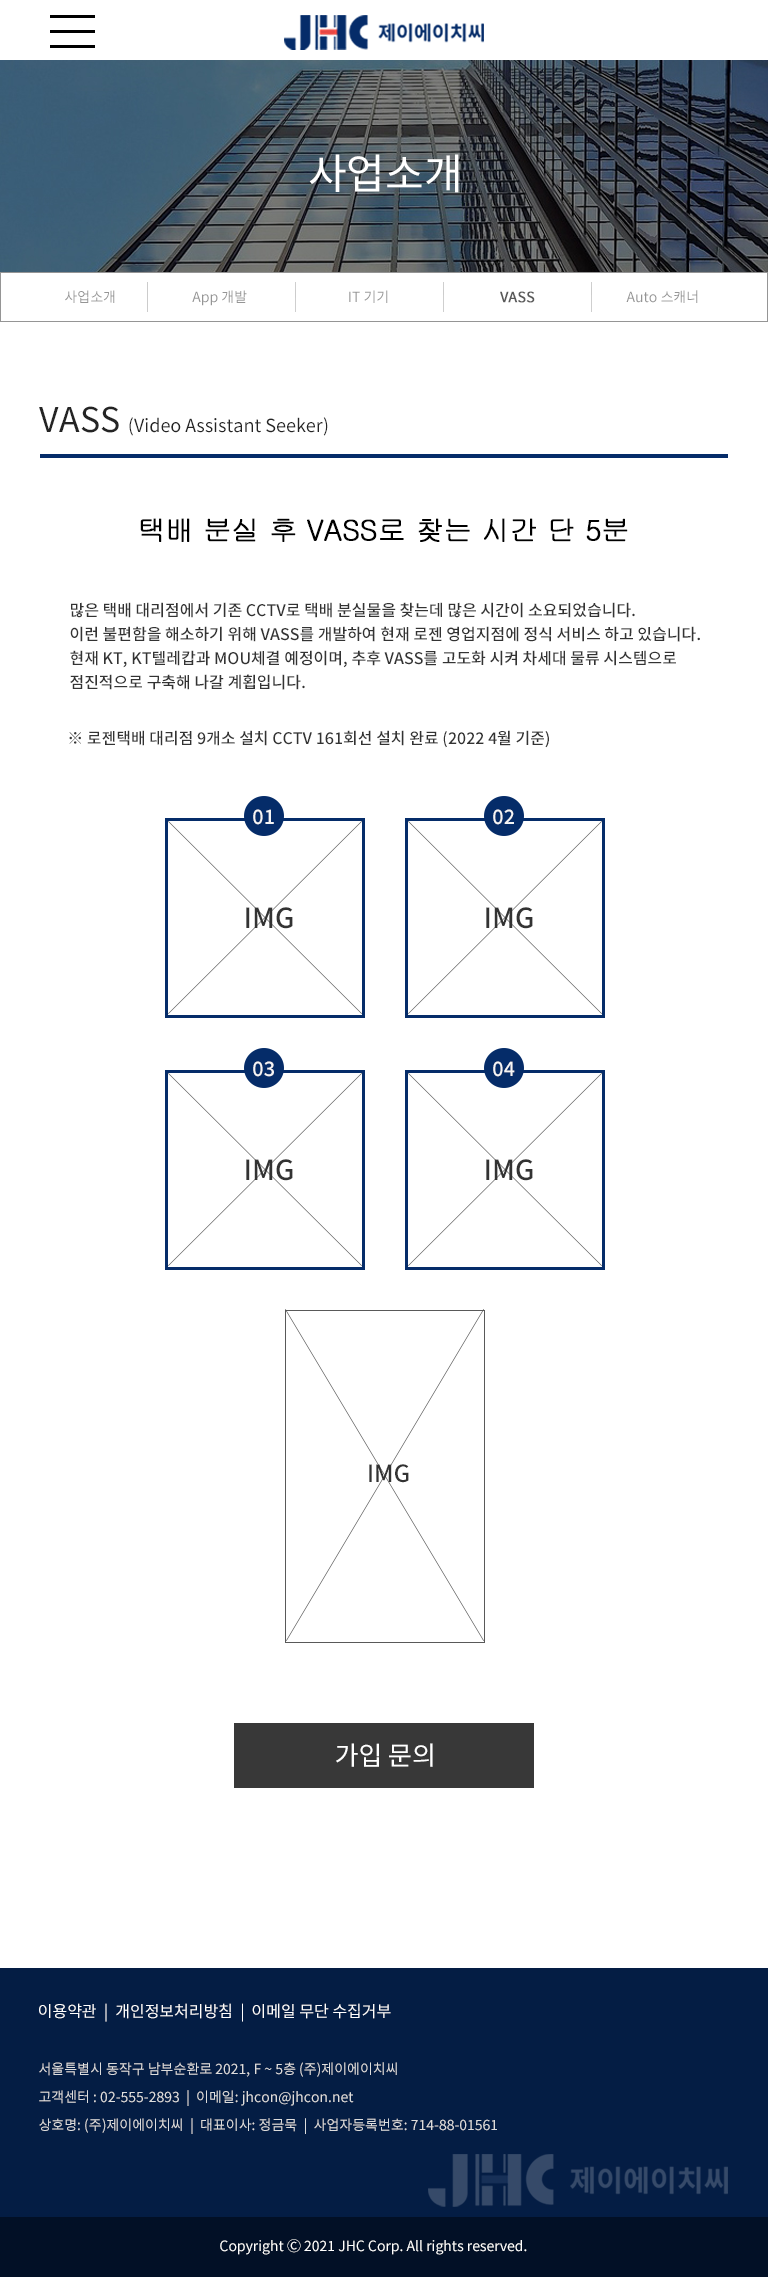 JHC 제이에이치씨
사업소개
사업소개 App 개발 IT 기기 VASS Auto 스캐너
VASS (Video Assistant Seeker)
택배 분실 후 VASS로 찾는 시간 단 5분
많은 택배 대리점에서 기존 CCTV로 택배 분실물을 찾는데 많은 시간이 소요되었습니다.
이런 불편함을 해소하기 위해 VASS를 개발하여 현재 로젠 영업지점에 정식 서비스 하고 있습니다.
현재 KT, KT텔레캅과 MOU체결 예정이며, 추후 VASS를 고도화 시켜 차세대 물류 시스템으로
점진적으로 구축해 나갈 계획입니다.
※ 로젠택배 대리점 9개소 설치 CCTV 161회선 설치 완료 (2022 4월 기준)
01 02
IMG IMG
03 04
IMG IMG
IMG
가입 문의
이용약관 | 개인정보처리방침 | 이메일 무단 수집거부
서울특별시 동작구 남부순환로 2021, F ~ 5층 (주)제이에이치씨
고객센터 : 02-555-2893 | 이메일: jhcon@jhcon.net
상호명: (주)제이에이치씨 | 대표이사: 정금묵 | 사업자등록번호: 714-88-01561
JHC 제이에이치씨
Copyright Ⓒ 2021 JHC Corp. All rights reserved.